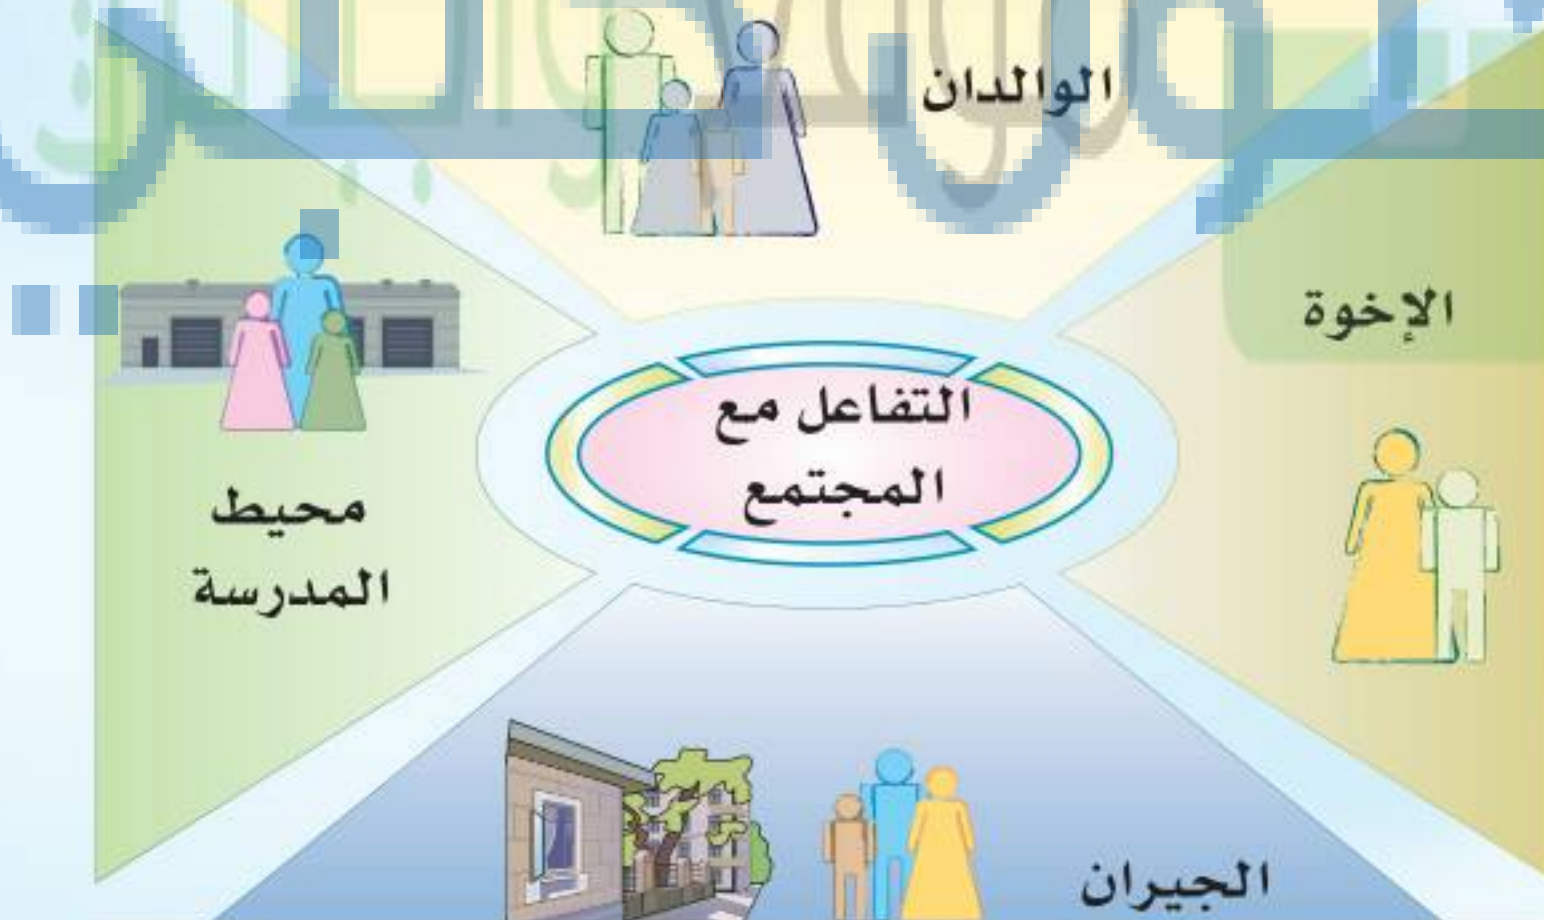 الوالدان
الإخوة
التفاعل مع
المجتمع
محيط
المدرسة
الجيران